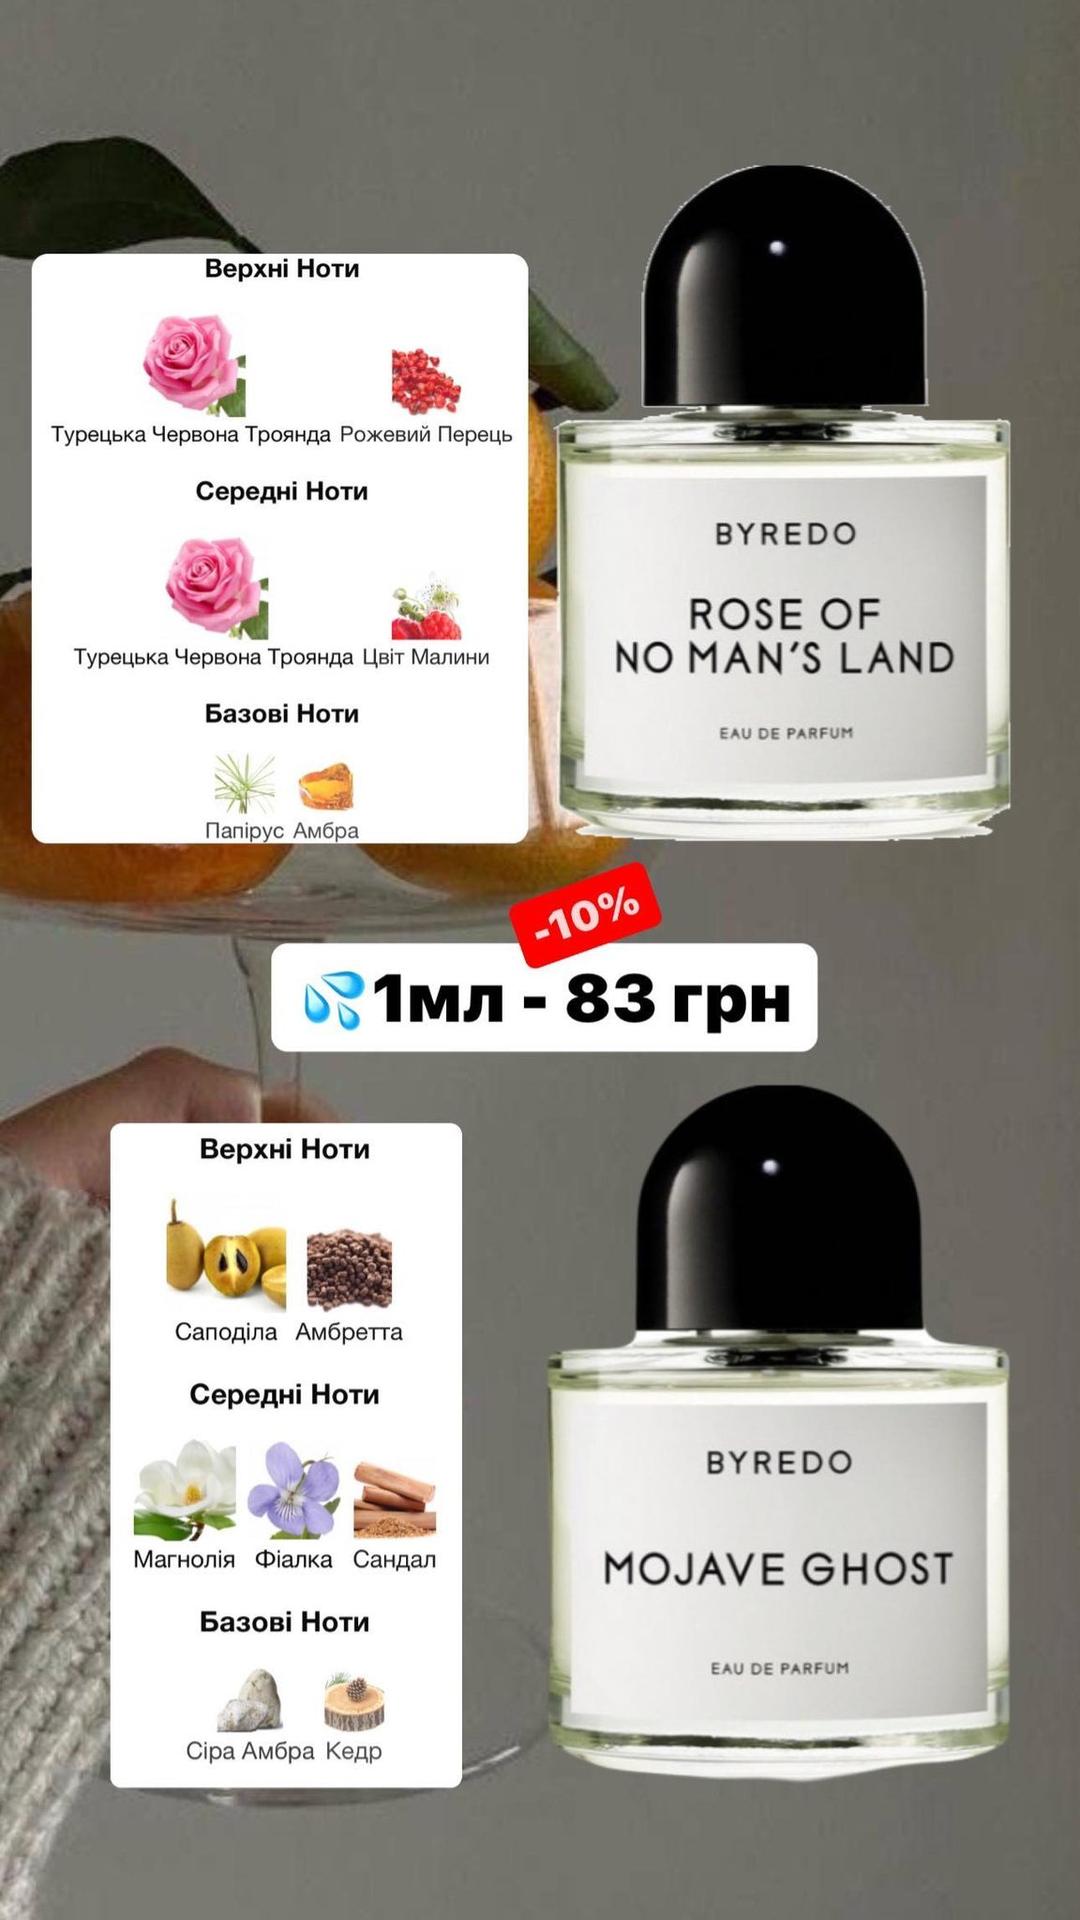 Верхні Ноти
Турецька Червона Троянда Рожевий Перець
Середні Ноти
Турецька Червона Троянда Цвіт Малини
Базові Ноти
Папірус Амбра
BYREDO
ROSE OF
NO MAN'S LAND
EAU DE PARFUM
-10%
💦1мл - 83 грн
Верхні Ноти
Саподіла Амбретта
Середні Ноти
Магнолія Фіалка Сандал
Базові Ноти
Сіра Амбра Кедр
BYREDO
MOJAVE GHOST
EAU DE PARFUM